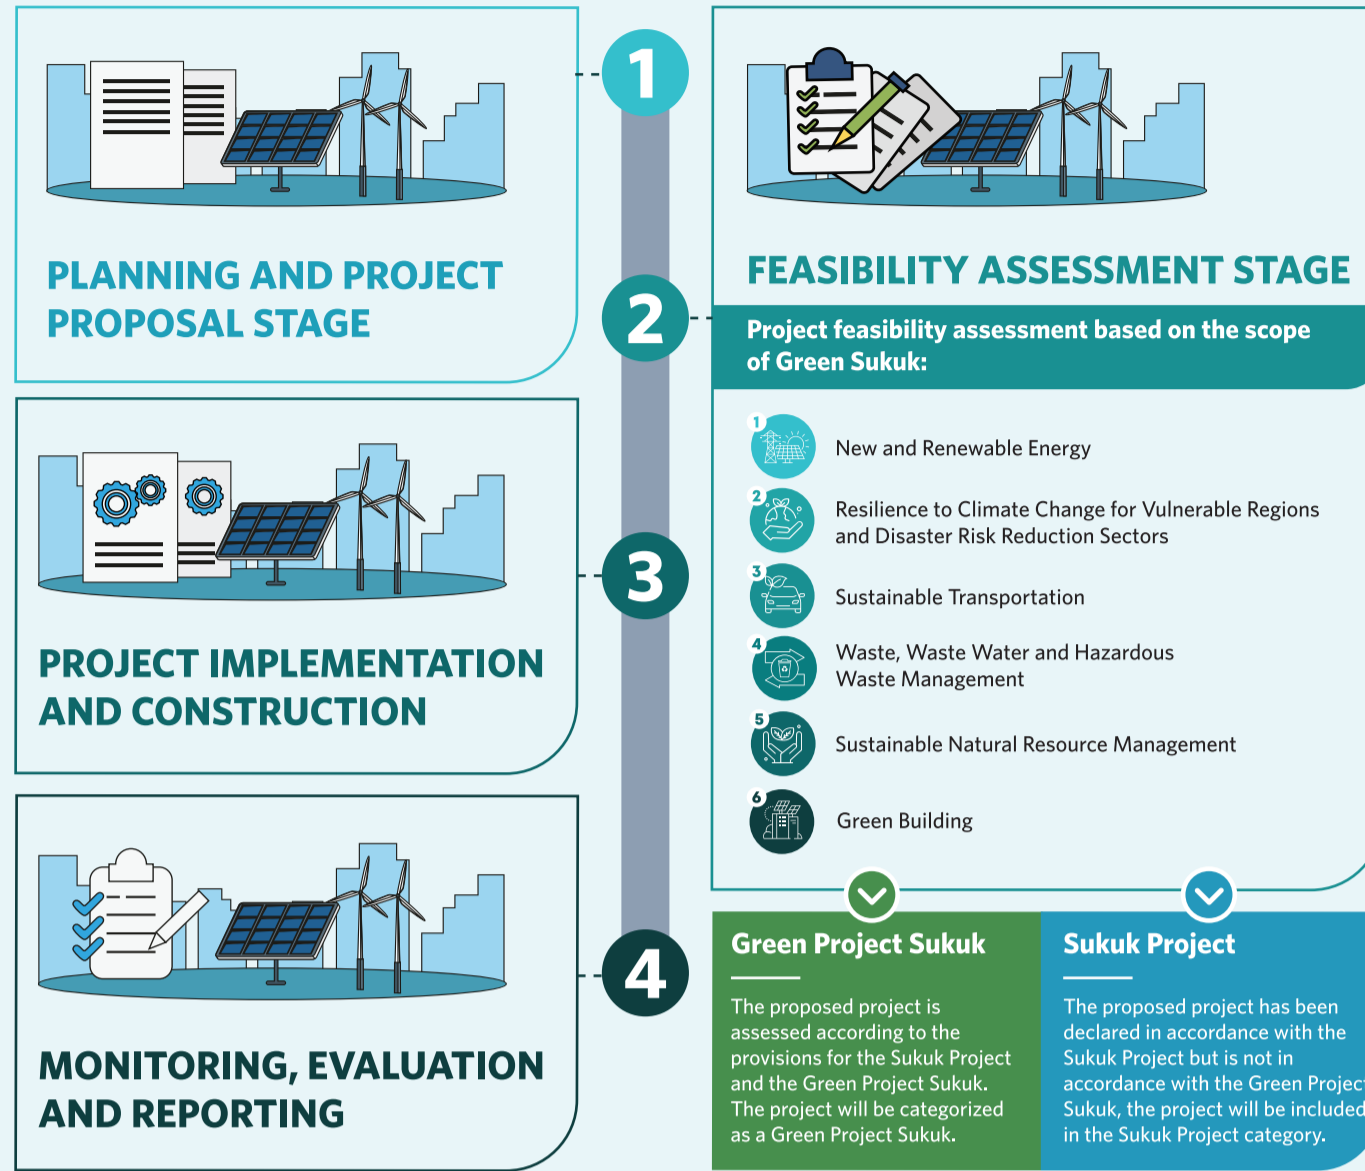 1
PLANNING AND PROJECT
PROPOSAL STAGE
2
FEASIBILITY ASSESSMENT STAGE
Project feasibility assessment based on the scope
of Green Sukuk:
1
New and Renewable Energy
2
Resilience to Climate Change for Vulnerable Regions
and Disaster Risk Reduction Sectors
3
Sustainable Transportation
4
Waste, Waste Water and Hazardous
Waste Management
5
Sustainable Natural Resource Management
6
Green Building
Green Project Sukuk
The proposed project is
assessed according to the
provisions for the Sukuk Project
and the Green Project Sukuk.
The project will be categorized
as a Green Project Sukuk.
Sukuk Project
The proposed project has been
declared in accordance with the
Sukuk Project but is not in
accordance with the Green Project
Sukuk, the project will be included
in the Sukuk Project category.
3
PROJECT IMPLEMENTATION
AND CONSTRUCTION
4
MONITORING, EVALUATION
AND REPORTING